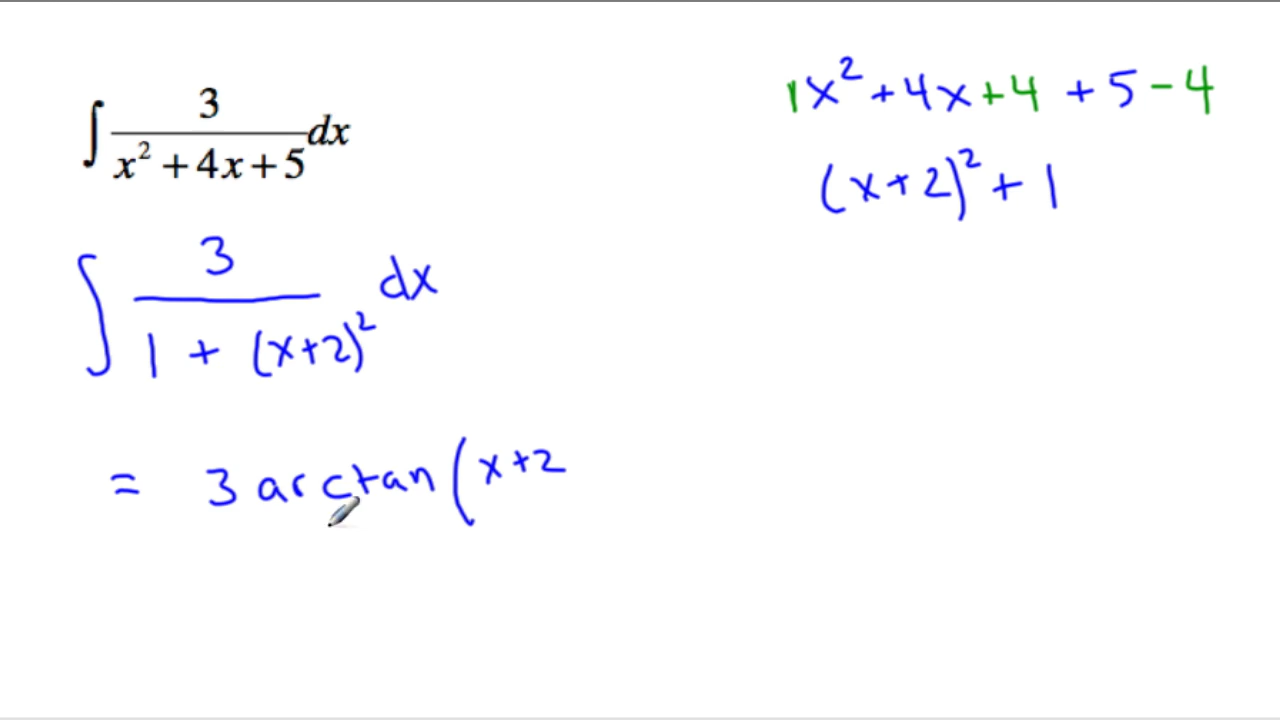 ∫ 3/(x² + 4x + 5) dx
1x² + 4x + 4 + 5 - 4
(x+2)² + 1
∫ 3/(1 + (x+2)²) dx
= 3 arctan (x+2